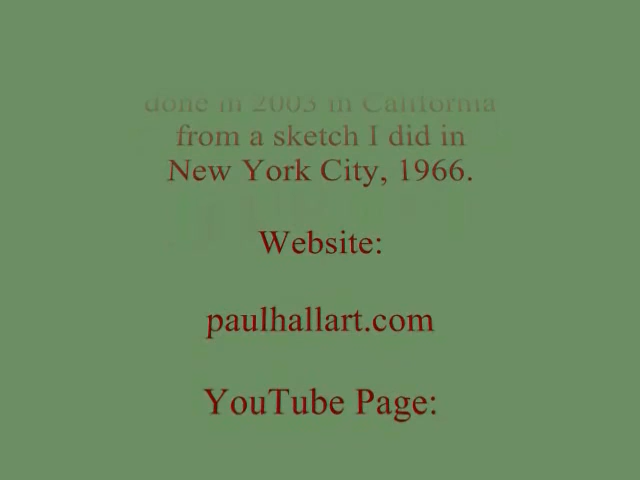 done in 2003 in California
from a sketch I did in
New York City, 1966.
Website:
paulhallart.com
YouTube Page: